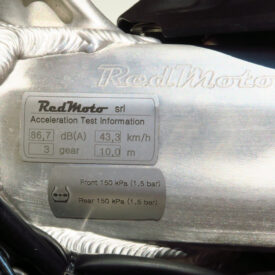 RedMoto
RedMoto srl
Acceleration Test Information
86,7 dB(A) 43,3 km/h
3 gear 10,0 m
Front 150 kPa (1,5 bar)
Rear 150 kPa (1,5 bar)